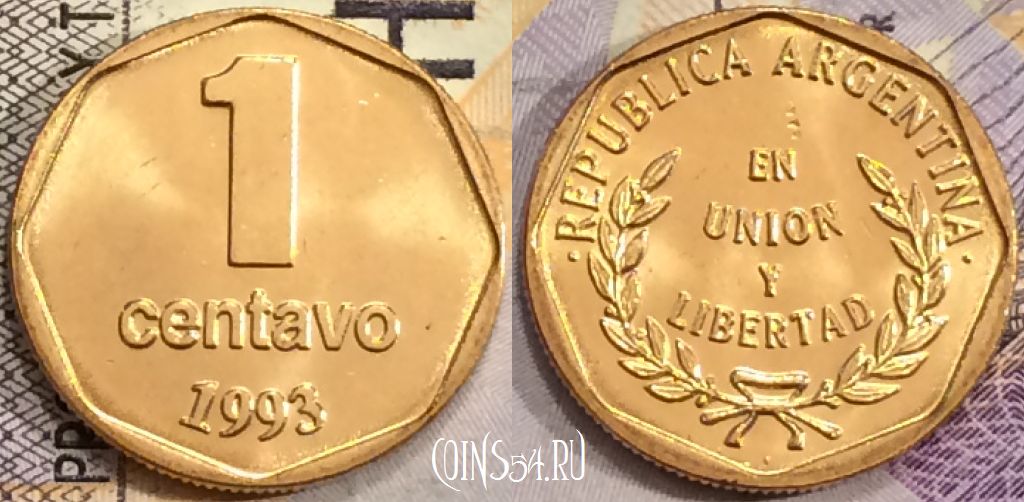 1
centavo
1993
·REPUBLICA ARGENTINA·
EN
UNION
Y
LIBERTAD
COINS54.RU